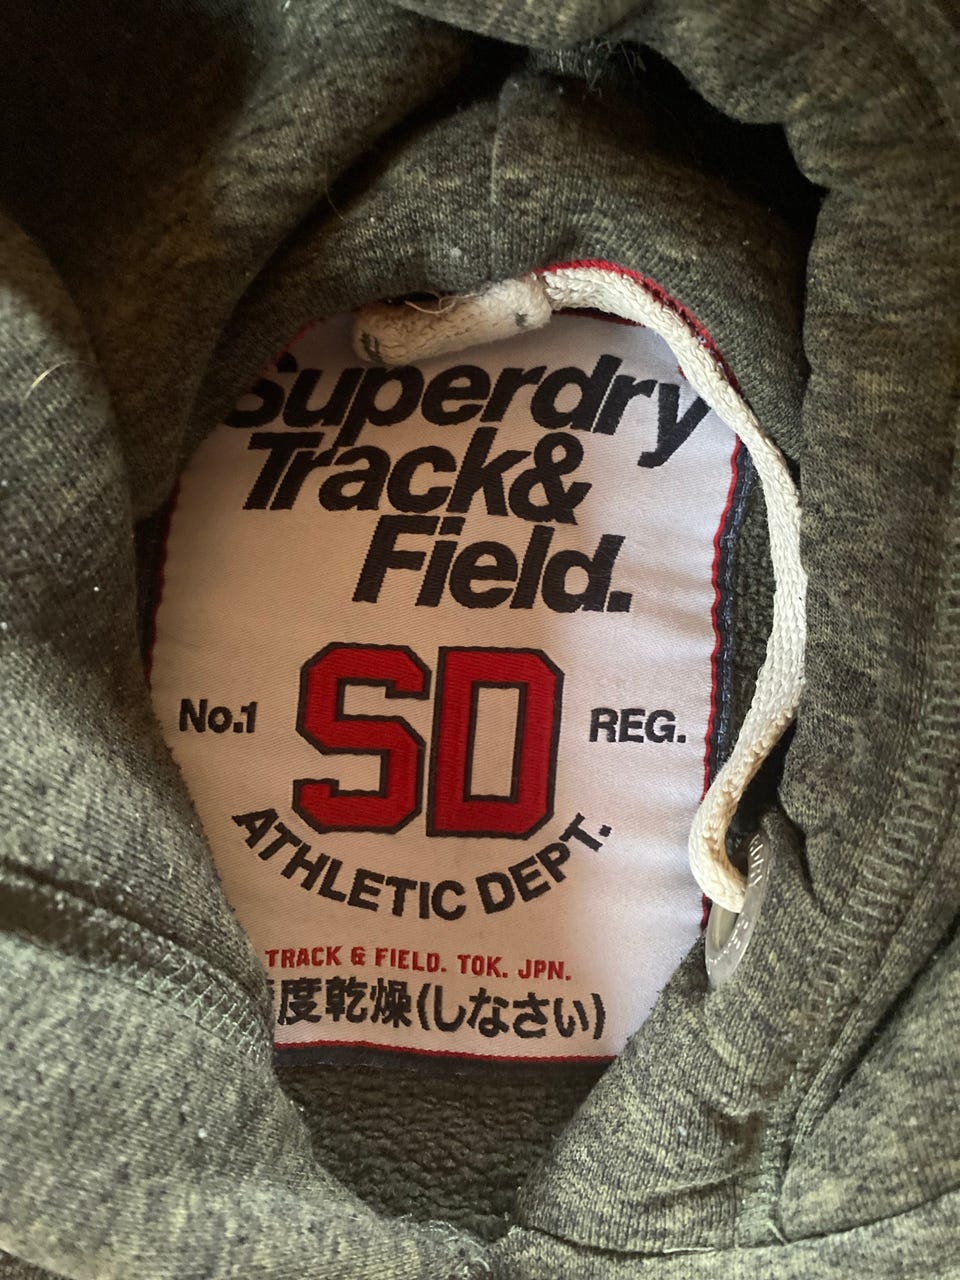 Superdry
Track&
Field.
No.1 SD REG.
ATHLETIC DEPT.
TRACK & FIELD. TOK. JPN.
度乾燥(しなさい)